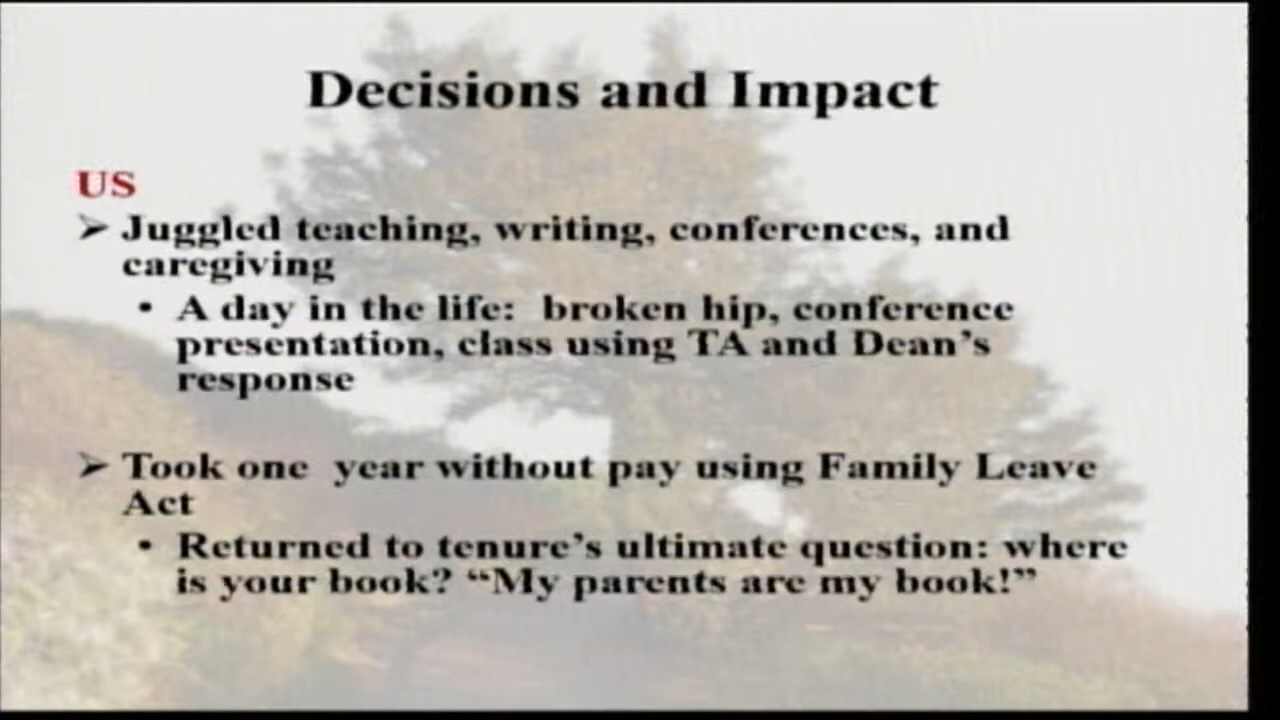 Decisions and Impact
US
➢ Juggled teaching, writing, conferences, and
caregiving
• A day in the life:  broken hip, conference
presentation, class using TA and Dean's
response
➢ Took one  year without pay using Family Leave
Act
• Returned to tenure's ultimate question: where
is your book? “My parents are my book!”